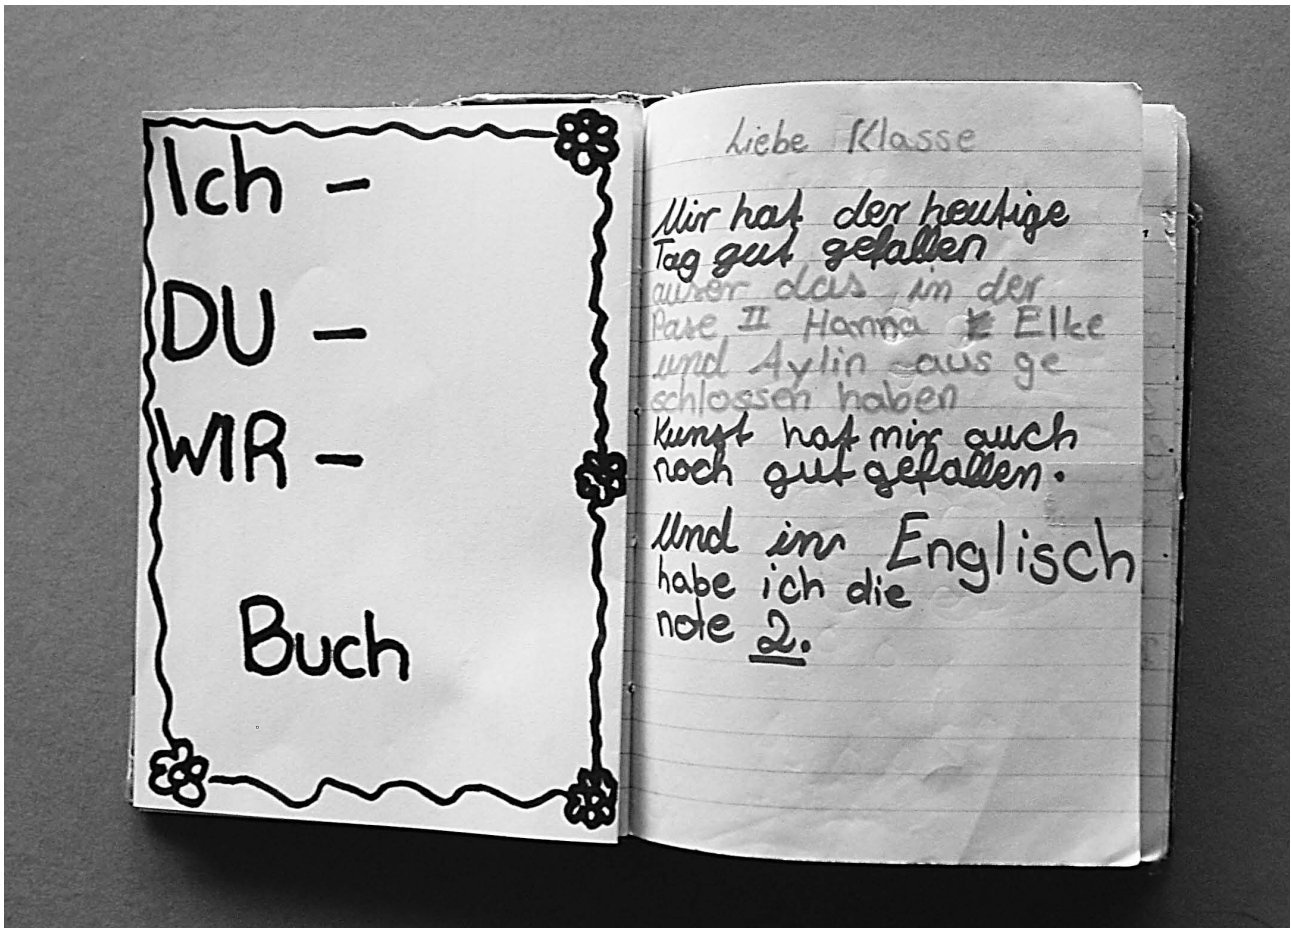 Ich -
DU -
WIR -
Buch
Liebe Klasse
Mir hat der heutige
Tag gut gefallen
auser das in der
Pase II Hanna Elke
und Aylin aus ge
schlossen haben
Kunst hat mir auch
noch gut gefallen.
Und in Englisch
habe ich die
note 2.